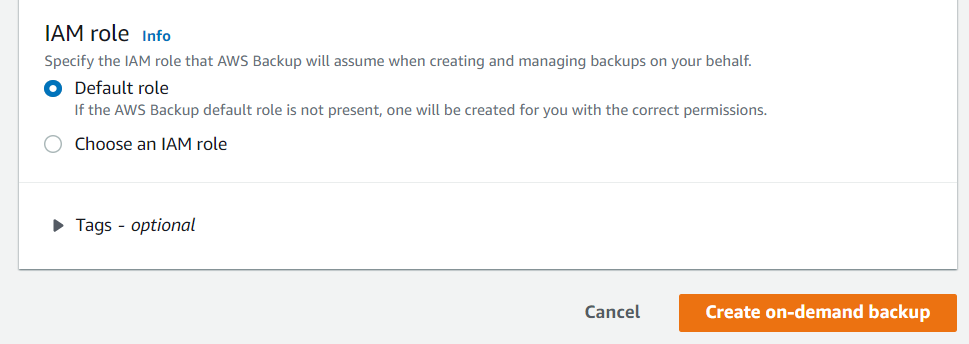 IAM role Info
Specify the IAM role that AWS Backup will assume when creating and managing backups on your behalf.
Default role
If the AWS Backup default role is not present, one will be created for you with the correct permissions.
Choose an IAM role
Tags - optional
Cancel Create on-demand backup